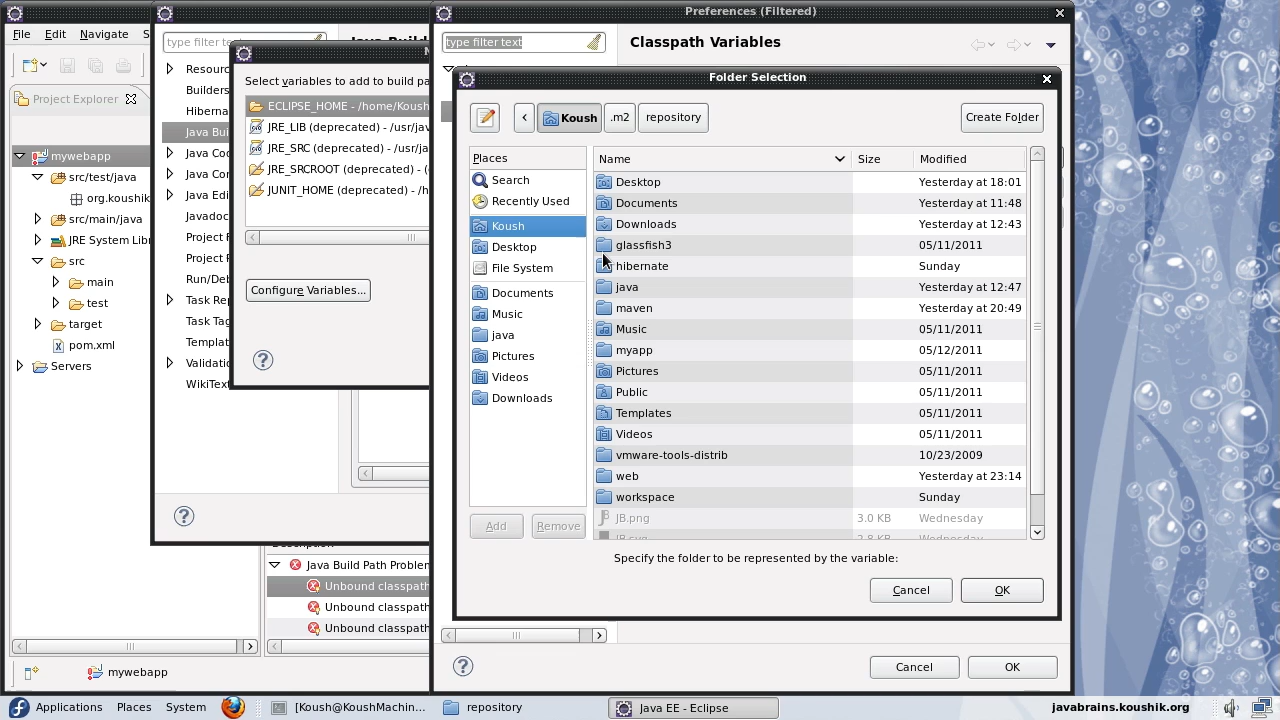 Preferences (Filtered)
File Edit Navigate S
type filter text
Java Build
type filter text
Classpath Variables
Project Explorer
mywebapp
src/test/java
org.koushik
src/main/java
JRE System Libr
src
main
test
target
pom.xml
Servers
Resourc
Builders
Hiberna
Java Bui
Java Coc
Java Cor
Java Edi
Javadoc
Project F
Project F
Run/Deb
Task Rep
Task Tag
Templat
Validatio
WikiText
N
Select variables to add to build pa
ECLIPSE_HOME - /home/Koush
JRE_LIB (deprecated) - /usr/jav
JRE_SRC (deprecated) - /usr/ja
JRE_SRCROOT (deprecated) - (
JUNIT_HOME (deprecated) - /h
Configure Variables...
Folder Selection
Koush .m2 repository Create Folder
Places
Search
Recently Used
Koush
Desktop
File System
Documents
Music
java
Pictures
Videos
Downloads
Add Remove
Name Size Modified
Desktop Yesterday at 18:01
Documents Yesterday at 11:48
Downloads Yesterday at 12:43
glassfish3 05/11/2011
hibernate Sunday
java Yesterday at 12:47
maven Yesterday at 20:49
Music 05/11/2011
myapp 05/12/2011
Pictures 05/11/2011
Public 05/11/2011
Templates 05/11/2011
Videos 05/11/2011
vmware-tools-distrib 10/23/2009
web Yesterday at 23:14
workspace Sunday
JB.png 3.0 KB Wednesday
Specify the folder to be represented by the variable:
Cancel OK
Java Build Path Problem
Unbound classpath
Unbound classpath
Unbound classpath
mywebapp
Cancel OK
Applications Places System [Koush@KoushMachin... repository Java EE - Eclipse javabrains.koushik.org